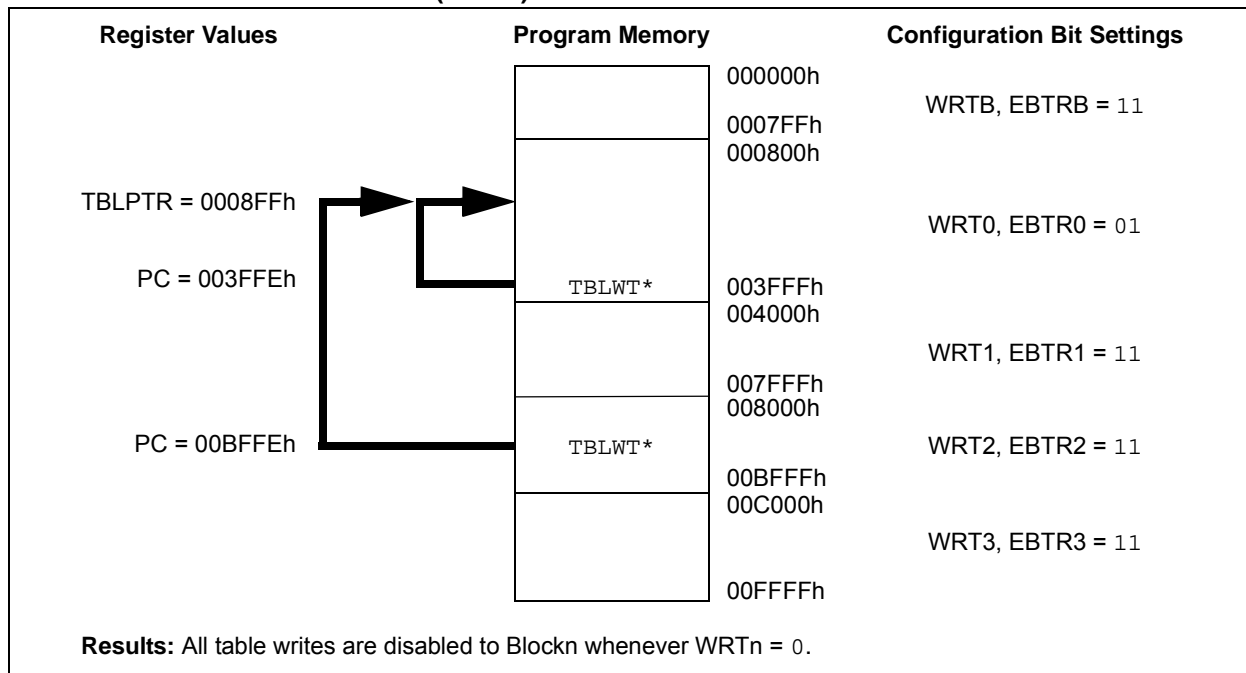 Register Values Program Memory Configuration Bit Settings
000000h
WRTB, EBTRB = 11
0007FFh
000800h
TBLPTR = 0008FFh
WRT0, EBTR0 = 01
PC = 003FFEh TBLWT* 003FFFh
004000h
WRT1, EBTR1 = 11
007FFFh
008000h
PC = 00BFFEh TBLWT* WRT2, EBTR2 = 11
00BFFFh
00C000h
WRT3, EBTR3 = 11
00FFFFh
Results: All table writes are disabled to Blockn whenever WRTn = 0.